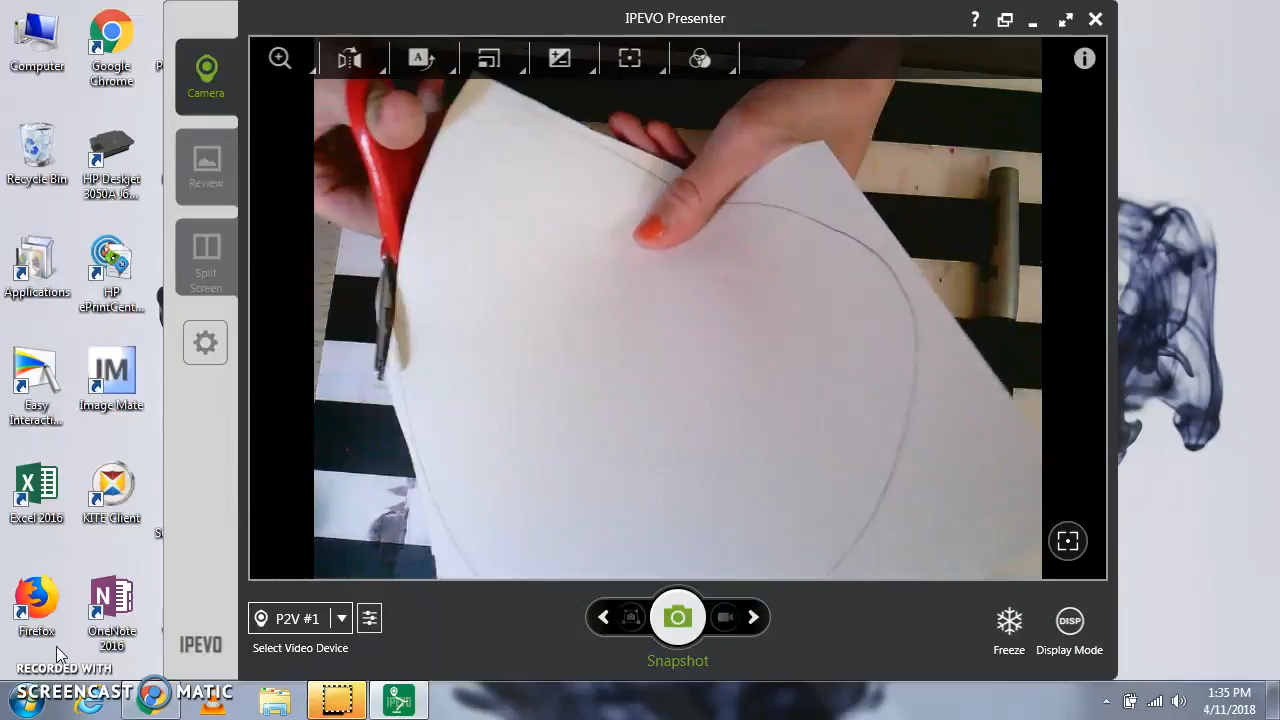 IPEVO Presenter
?
Computer
Google
Chrome
Recycle Bin
HP Deskjet
3050A J6...
Applications
HP
ePrintCent...
Easy
Interacti...
IM
Image Mate
Excel 2016
KITE Client
Firefox
OneNote
2016
Camera
Review
Split
Screen
IPEVO
A
P2V #1
Select Video Device
Snapshot
Freeze
DISP
Display Mode
RECORDED WITH
SCREENCAST MATIC
IPEVO
1:35 PM
4/11/2018